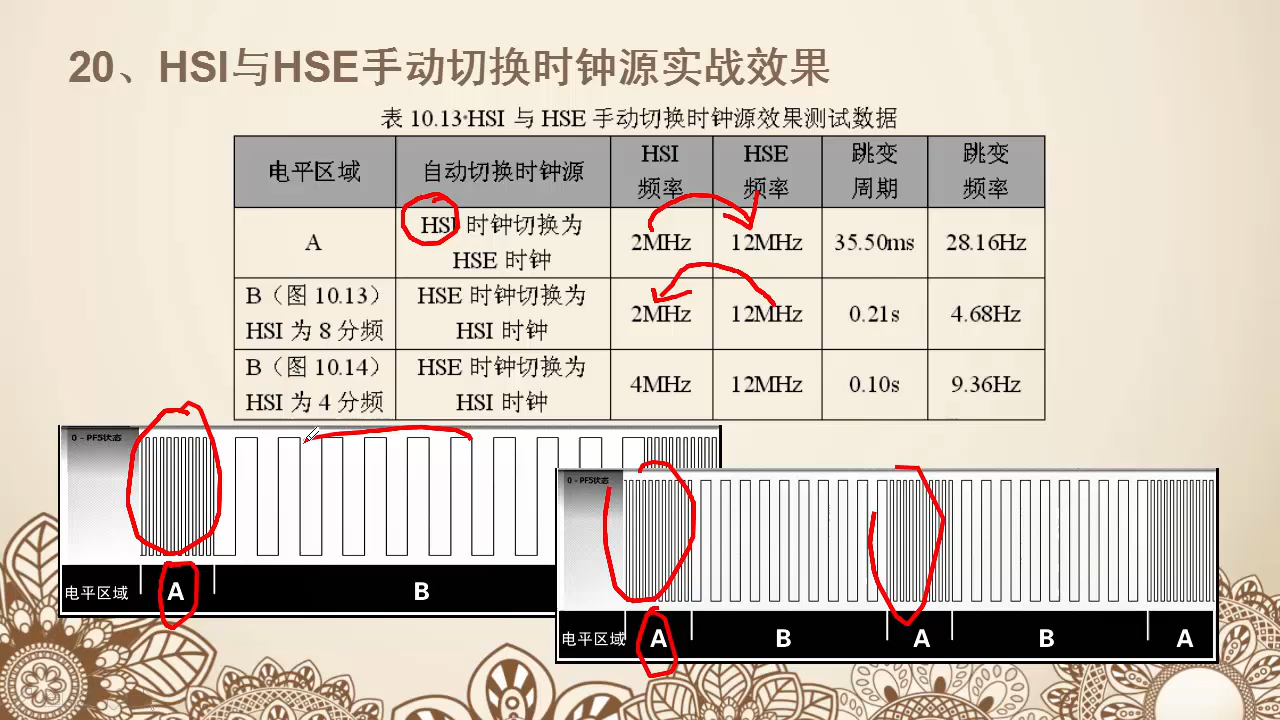 20、HSI与HSE手动切换时钟源实战效果
表 10.13 HSI 与 HSE 手动切换时钟源效果测试数据
电平区域 自动切换时钟源 HSI 频率 HSE 频率 跳变周期 跳变频率
A HSI 时钟切换为 HSE 时钟 2MHz 12MHz 35.50ms 28.16Hz
B（图 10.13） HSI 为 8 分频 HSE 时钟切换为 HSI 时钟 2MHz 12MHz 0.21s 4.68Hz
B（图 10.14） HSI 为 4 分频 HSE 时钟切换为 HSI 时钟 4MHz 12MHz 0.10s 9.36Hz
0 - PF5状态
电平区域 A B
0 - PF5状态
电平区域 A B A B A